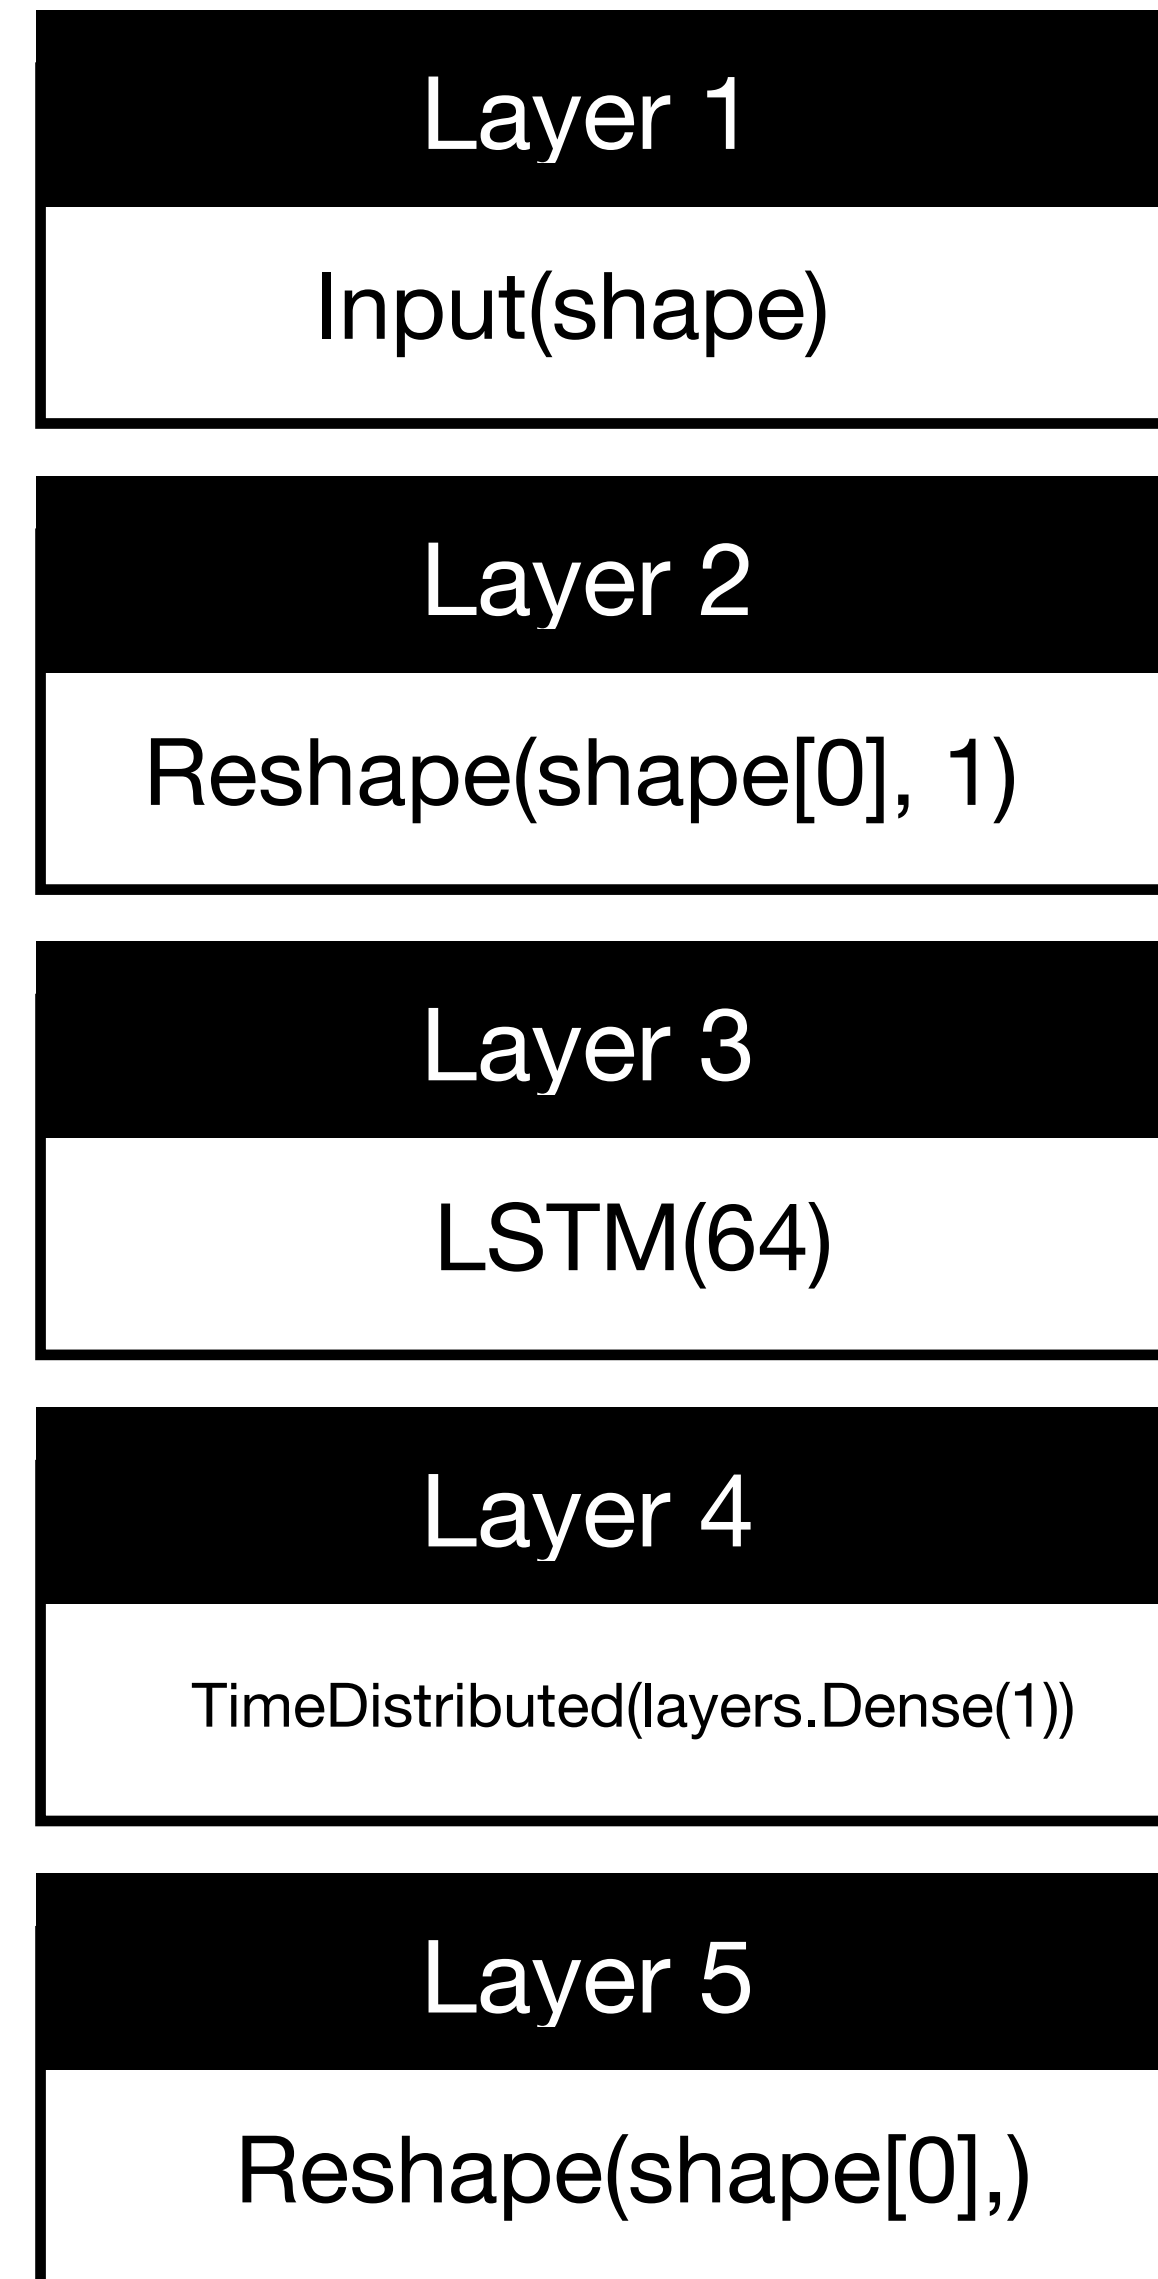 Layer 1
Input(shape)
Layer 2
Reshape(shape[0], 1)
Layer 3
LSTM(64)
Layer 4
TimeDistributed(layers.Dense(1))
Layer 5
Reshape(shape[0],)